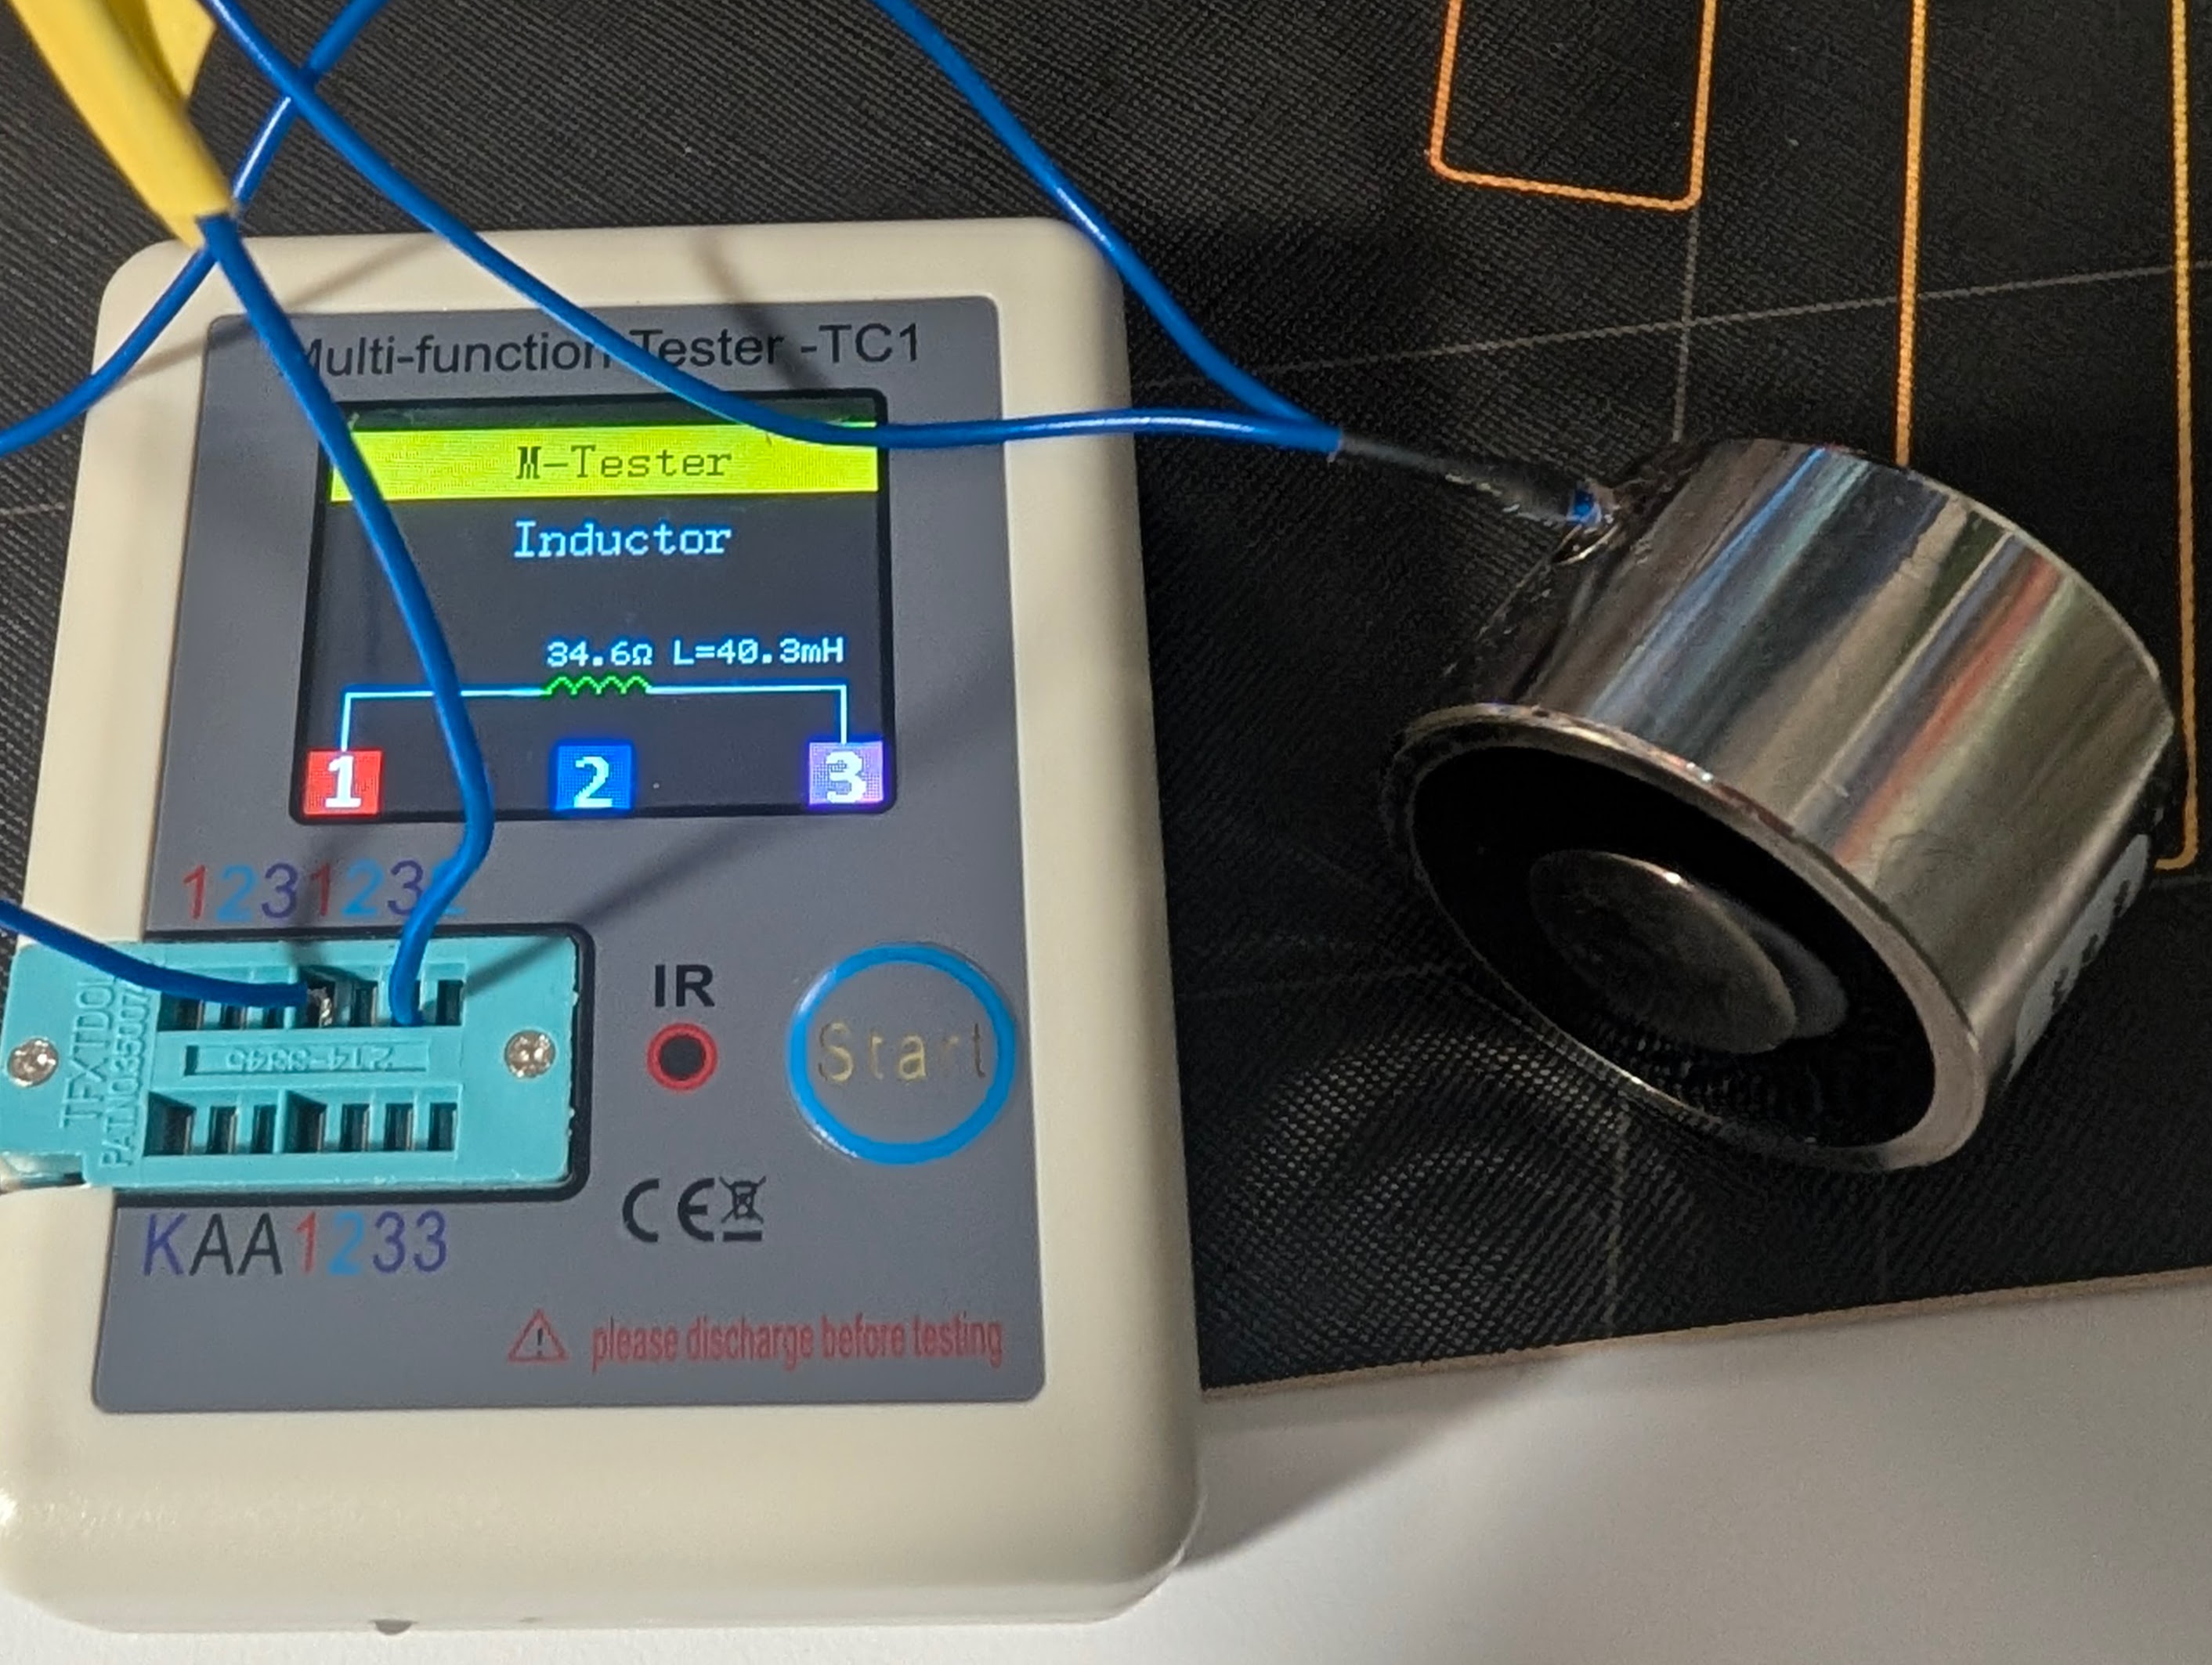 Multi-function Tester -TC1
M-Tester
Inductor
34.6Ω L=40.3mH
1 2 3
1231232
IR
Start
KAA1233
CE
please discharge before testing